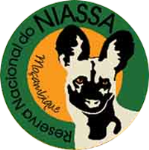 Reserva Nacional do NIASSA
Moçambique